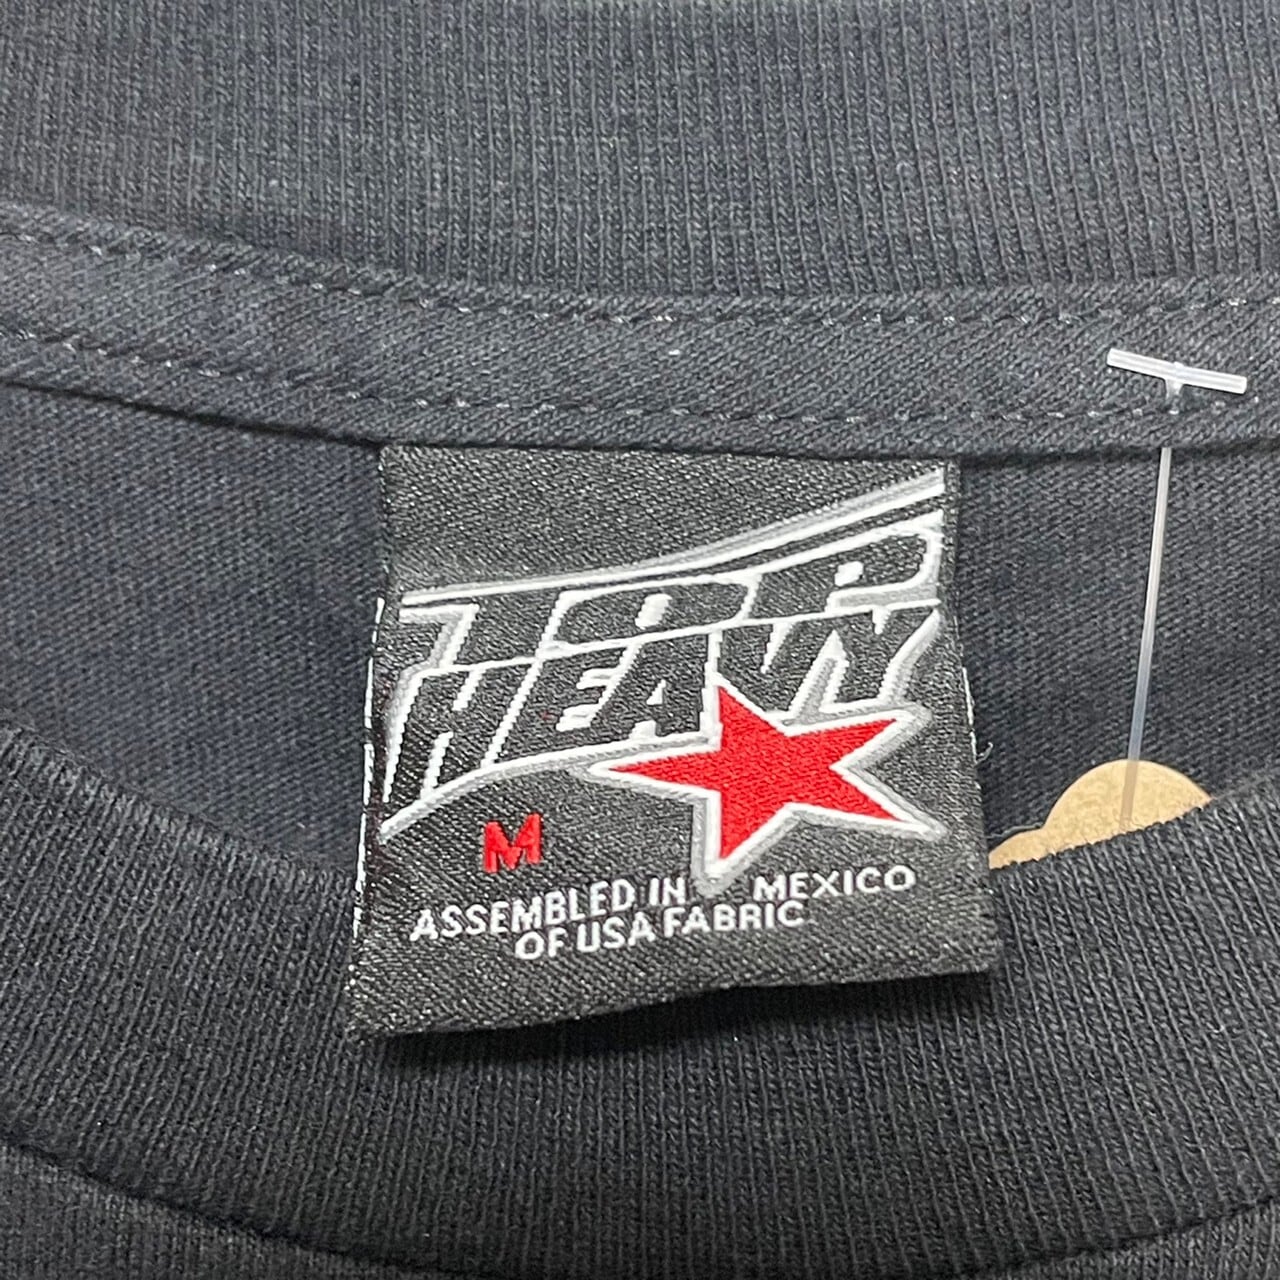 TOP
HEAVY
M
ASSEMBLED IN MEXICO
OF USA FABRIC